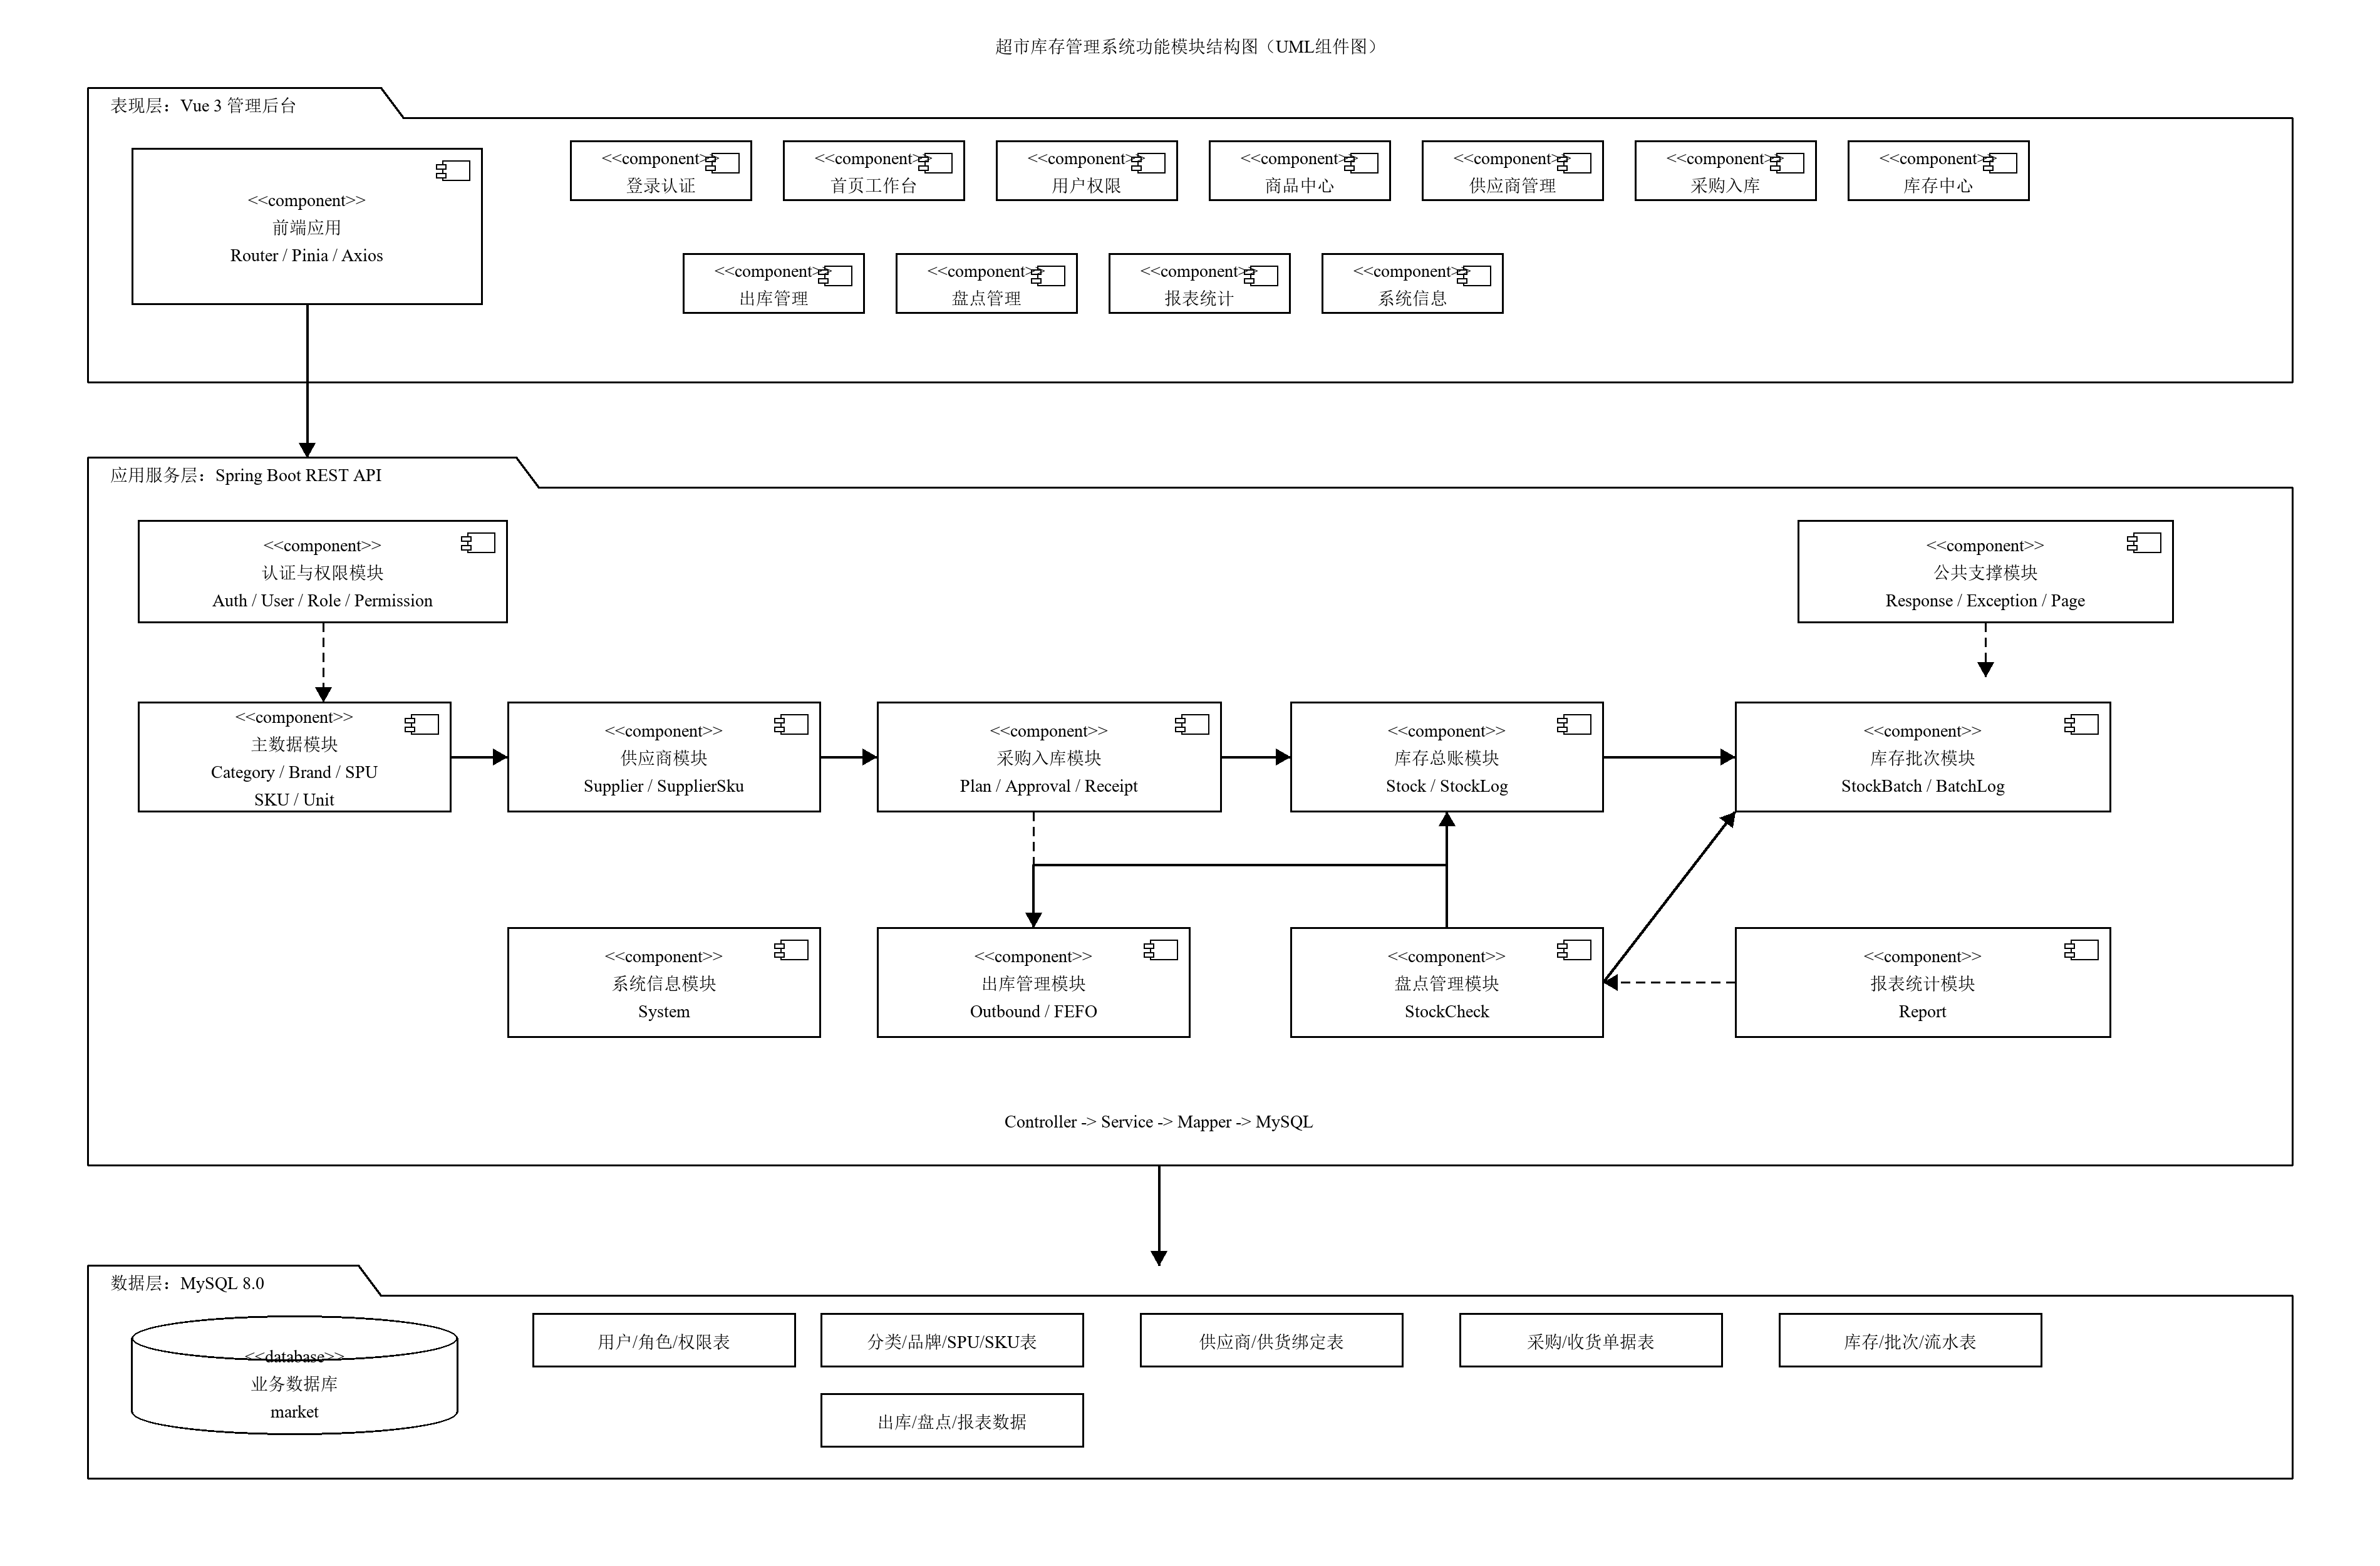 超市库存管理系统功能模块结构图（UML组件图）
表现层：Vue 3 管理后台
<<component>>
前端应用
Router / Pinia / Axios
<<component>>
登录认证
<<component>>
首页工作台
<<component>>
用户权限
<<component>>
商品中心
<<component>>
供应商管理
<<component>>
采购入库
<<component>>
库存中心
<<component>>
出库管理
<<component>>
盘点管理
<<component>>
报表统计
<<component>>
系统信息
应用服务层：Spring Boot REST API
<<component>>
认证与权限模块
Auth / User / Role / Permission
<<component>>
公共支撑模块
Response / Exception / Page
<<component>>
主数据模块
Category / Brand / SPU
SKU / Unit
<<component>>
供应商模块
Supplier / SupplierSku
<<component>>
采购入库模块
Plan / Approval / Receipt
<<component>>
库存总账模块
Stock / StockLog
<<component>>
库存批次模块
StockBatch / BatchLog
<<component>>
系统信息模块
System
<<component>>
出库管理模块
Outbound / FEFO
<<component>>
盘点管理模块
StockCheck
<<component>>
报表统计模块
Report
Controller -> Service -> Mapper -> MySQL
数据层：MySQL 8.0
<<database>>
业务数据库
market
用户/角色/权限表
分类/品牌/SPU/SKU表
供应商/供货绑定表
采购/收货单据表
库存/批次/流水表
出库/盘点/报表数据